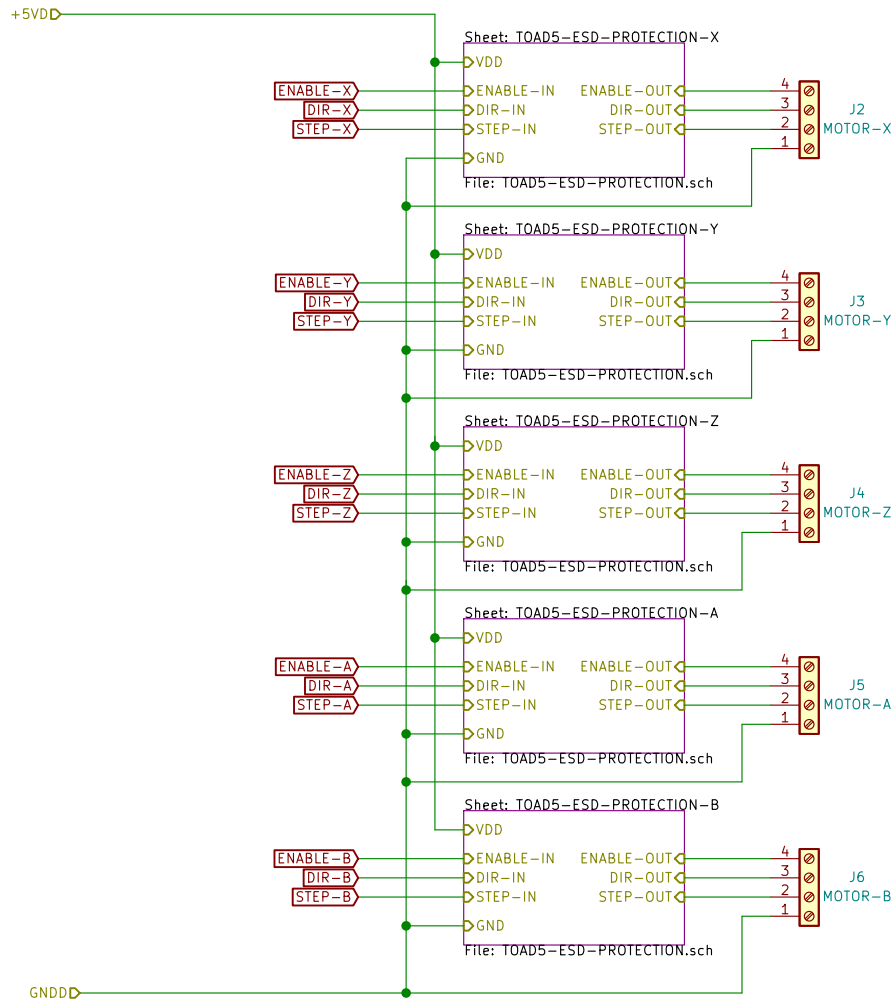 +5VD
Sheet: TOAD5-ESD-PROTECTION-X
VDD
ENABLE-X ENABLE-IN ENABLE-OUT 4
DIR-X DIR-IN DIR-OUT 3 J2
STEP-X STEP-IN STEP-OUT 2 MOTOR-X
1
GND
File: TOAD5-ESD-PROTECTION.sch
Sheet: TOAD5-ESD-PROTECTION-Y
VDD
ENABLE-Y ENABLE-IN ENABLE-OUT 4
DIR-Y DIR-IN DIR-OUT 3 J3
STEP-Y STEP-IN STEP-OUT 2 MOTOR-Y
1
GND
File: TOAD5-ESD-PROTECTION.sch
Sheet: TOAD5-ESD-PROTECTION-Z
VDD
ENABLE-Z ENABLE-IN ENABLE-OUT 4
DIR-Z DIR-IN DIR-OUT 3 J4
STEP-Z STEP-IN STEP-OUT 2 MOTOR-Z
1
GND
File: TOAD5-ESD-PROTECTION.sch
Sheet: TOAD5-ESD-PROTECTION-A
VDD
ENABLE-A ENABLE-IN ENABLE-OUT 4
DIR-A DIR-IN DIR-OUT 3 J5
STEP-A STEP-IN STEP-OUT 2 MOTOR-A
1
GND
File: TOAD5-ESD-PROTECTION.sch
Sheet: TOAD5-ESD-PROTECTION-B
VDD
ENABLE-B ENABLE-IN ENABLE-OUT 4
DIR-B DIR-IN DIR-OUT 3 J6
STEP-B STEP-IN STEP-OUT 2 MOTOR-B
1
GND
File: TOAD5-ESD-PROTECTION.sch
GNDD